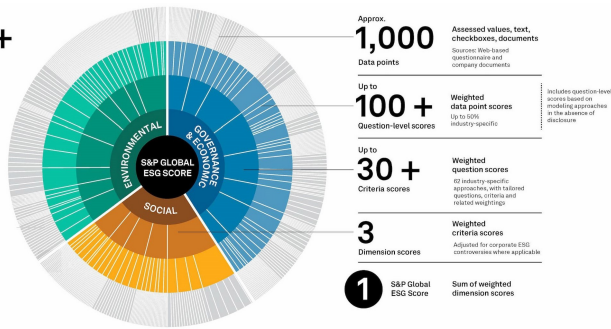 +
ENVIRONMENTAL
GOVERNANCE
& ECONOMIC
S&P GLOBAL
ESG SCORE
SOCIAL
Approx.
1,000
Data points
Assessed values, text,
checkboxes, documents
Sources: Web-based
questionnaire and
company documents
Up to
100 +
Question-level scores
Weighted
data point scores
Up to 50%
industry-specific
Includes question-level
scores based on
modeling approaches
in the absence of
disclosure
Up to
30 +
Criteria scores
Weighted
question scores
62 industry-specific
approaches, with tailored
questions, criteria and
related weightings
3
Dimension scores
Weighted
criteria scores
Adjusted for corporate ESG
controversies where applicable
1
S&P Global
ESG Score
Sum of weighted
dimension scores